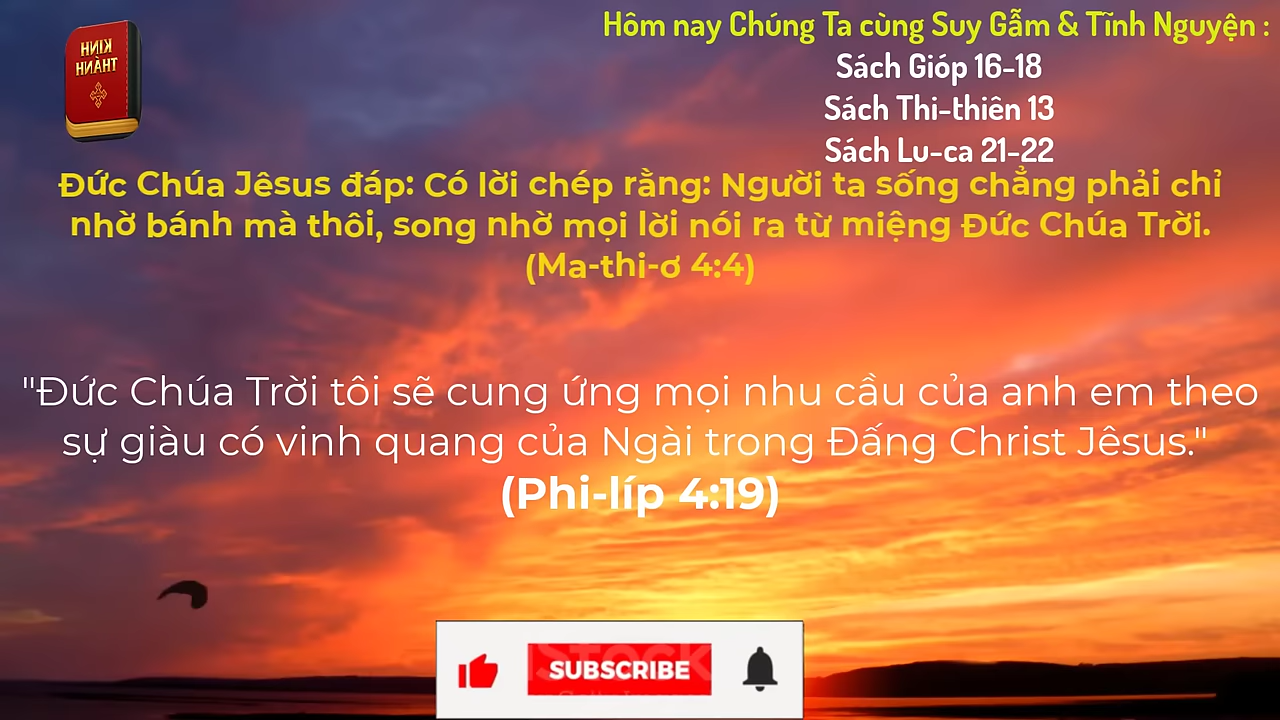 Hôm nay Chúng Ta cùng Suy Gẫm & Tĩnh Nguyện :
Sách Gióp 16-18
Sách Thi-thiên 13
Sách Lu-ca 21-22
KINH
THÁNH
Đức Chúa Jêsus đáp: Có lời chép rằng: Người ta sống chẳng phải chỉ
nhờ bánh mà thôi, song nhờ mọi lời nói ra từ miệng Đức Chúa Trời.
(Ma-thi-ơ 4:4)
"Đức Chúa Trời tôi sẽ cung ứng mọi nhu cầu của anh em theo
sự giàu có vinh quang của Ngài trong Đấng Christ Jêsus."
(Phi-líp 4:19)
SUBSCRIBE